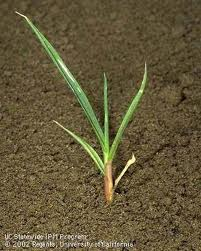 UC Statewide IPM Program
© 2002 Regents, University of California